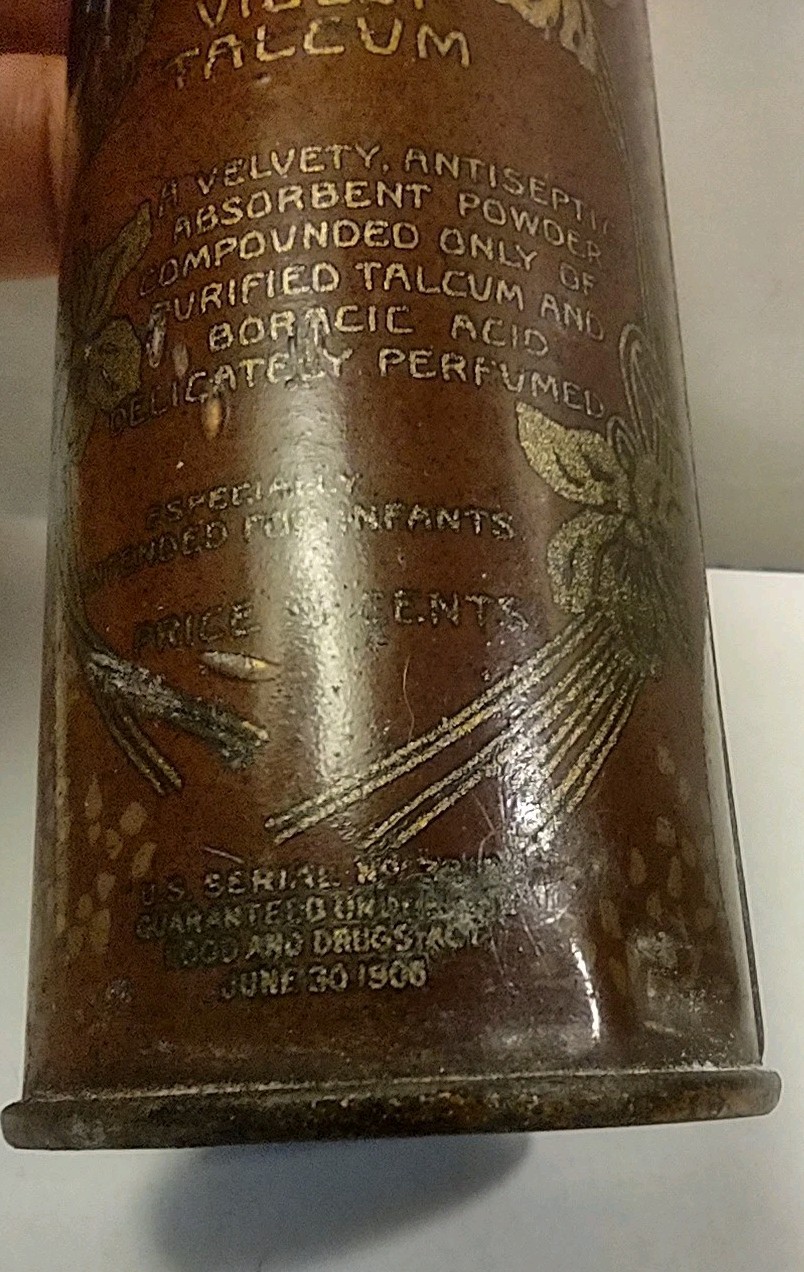 VIOLET
TALCUM
A VELVETY, ANTISEPTIC
ABSORBENT POWDER
COMPOUNDED ONLY OF
PURIFIED TALCUM AND
BORACIC ACID
DELICATELY PERFUMED
ESPECIALLY
INTENDED FOR INFANTS
PRICE CENTS
U.S. SERIAL NO.
GUARANTEED UNDER
FOOD AND DRUGS ACT
JUNE 30 1906